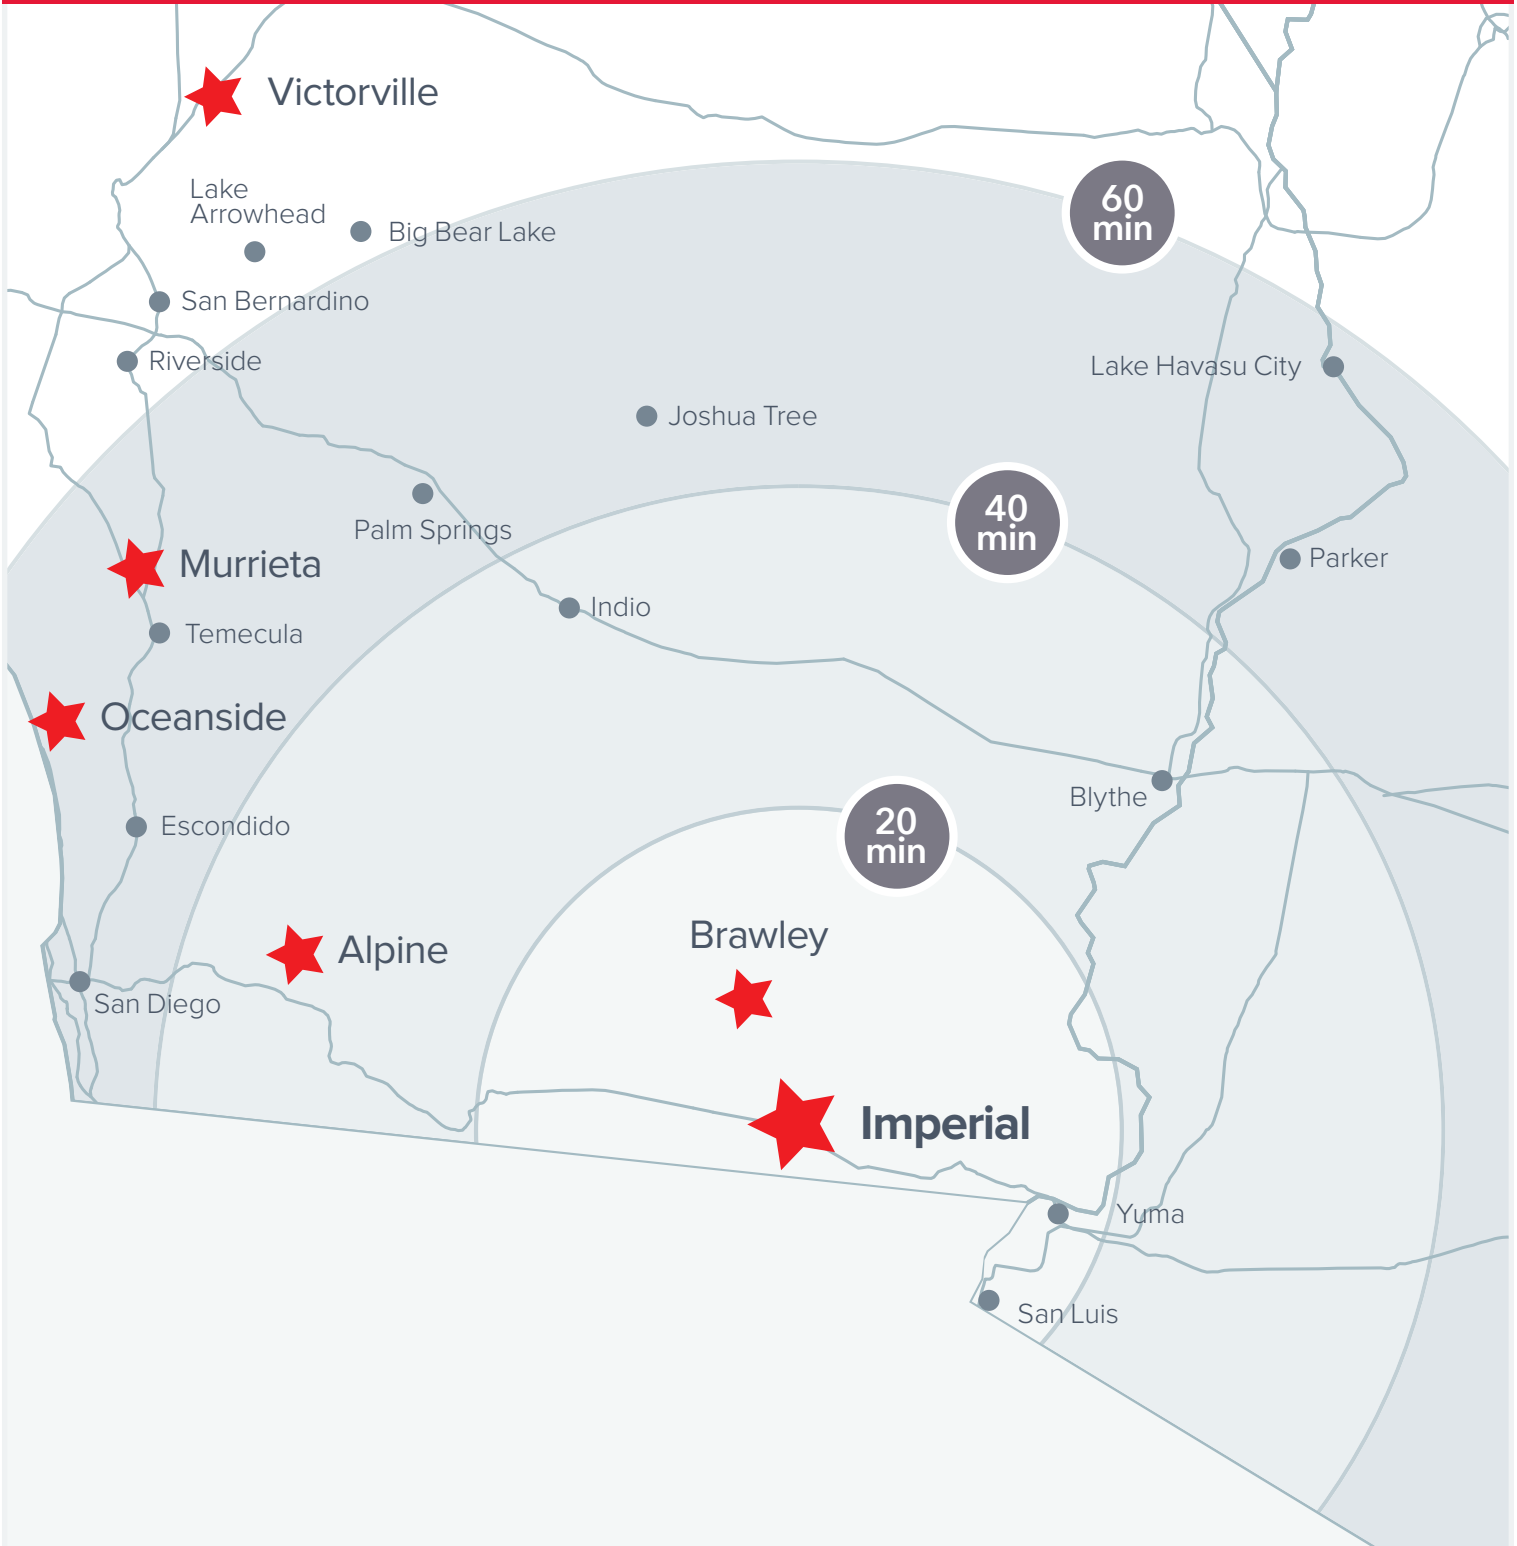 Victorville
Lake
Arrowhead
Big Bear Lake
60
min
San Bernardino
Riverside
Lake Havasu City
Joshua Tree
40
min
Palm Springs
Murrieta
Parker
Indio
Temecula
Oceanside
Blythe
20
min
Escondido
Brawley
Alpine
San Diego
Imperial
Yuma
San Luis